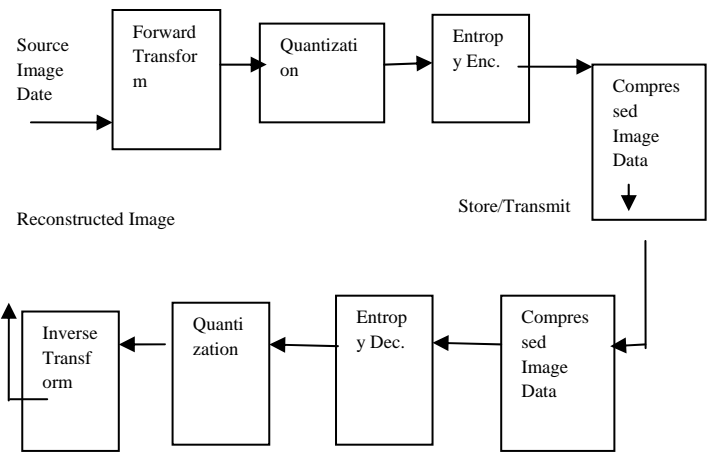 Source
Image
Date
Forward
Transfor
m
Quantizati
on
Entrop
y Enc.
Compres
sed
Image
Data
Store/Transmit
Reconstructed Image
Inverse
Transf
orm
Quanti
zation
Entrop
y Dec.
Compres
sed
Image
Data